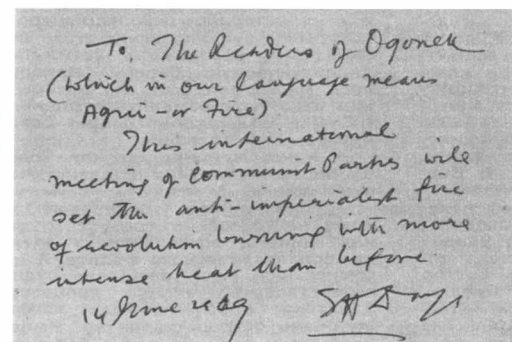 To, The Readers of Ogonek
(which in our language means
Agni - or Fire)
This international
meeting of Communist Parties will
set the anti-imperialist fire
of revolution burning with more
intense heat than before.
14 June 1969